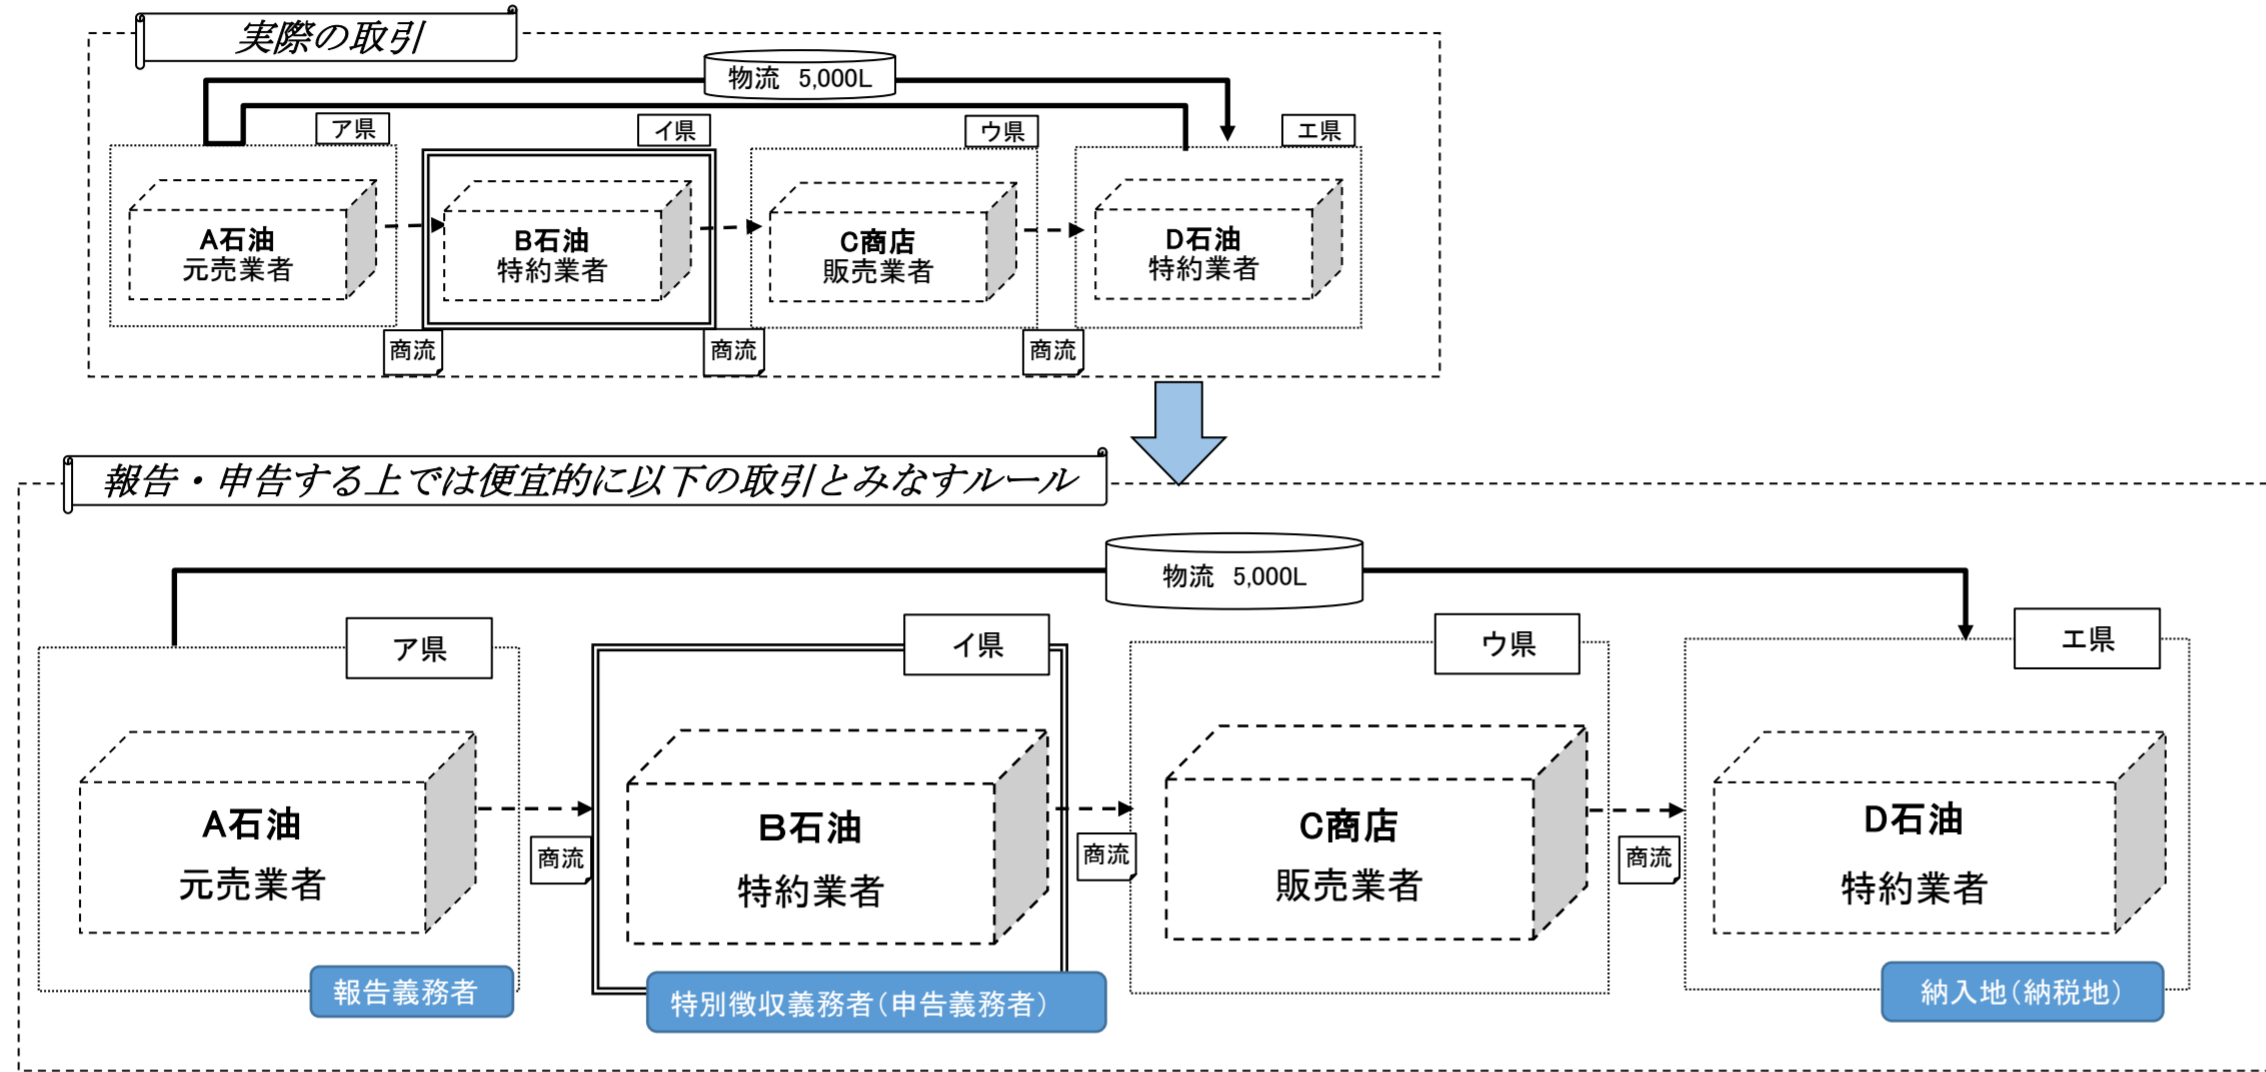 実際の取引
物流 5,000L
ア県
イ県
ウ県
エ県
A石油
元売業者
B石油
特約業者
C商店
販売業者
D石油
特約業者
商流
商流
商流
報告・申告する上では便宜的に以下の取引とみなすルール
物流 5,000L
ア県
イ県
ウ県
エ県
A石油
元売業者
B石油
特約業者
C商店
販売業者
D石油
特約業者
商流
商流
商流
報告義務者
特別徴収義務者(申告義務者)
納入地(納税地)